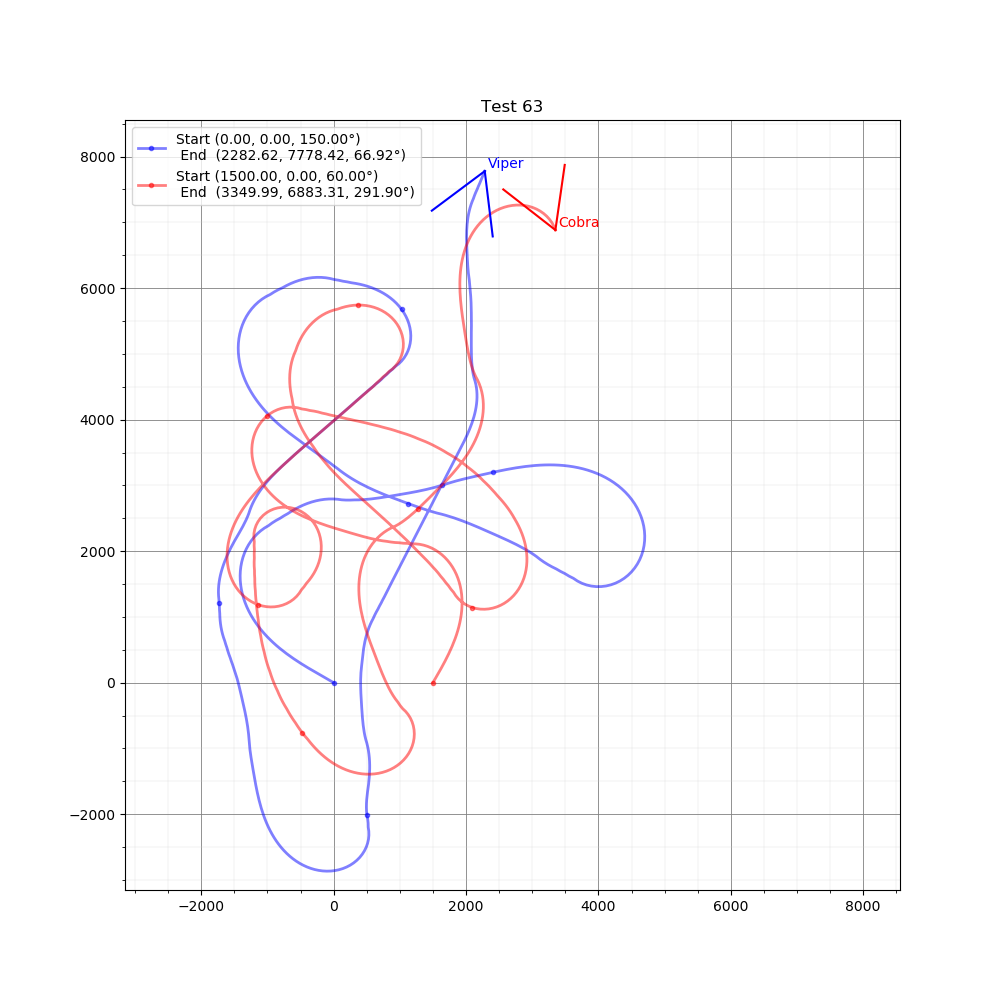 Test 63
Start (0.00, 0.00, 150.00°)
End (2282.62, 7778.42, 66.92°)
Start (1500.00, 0.00, 60.00°)
End (3349.99, 6883.31, 291.90°)
Viper
Cobra
8000
6000
4000
2000
0
−2000
−2000 0 2000 4000 6000 8000